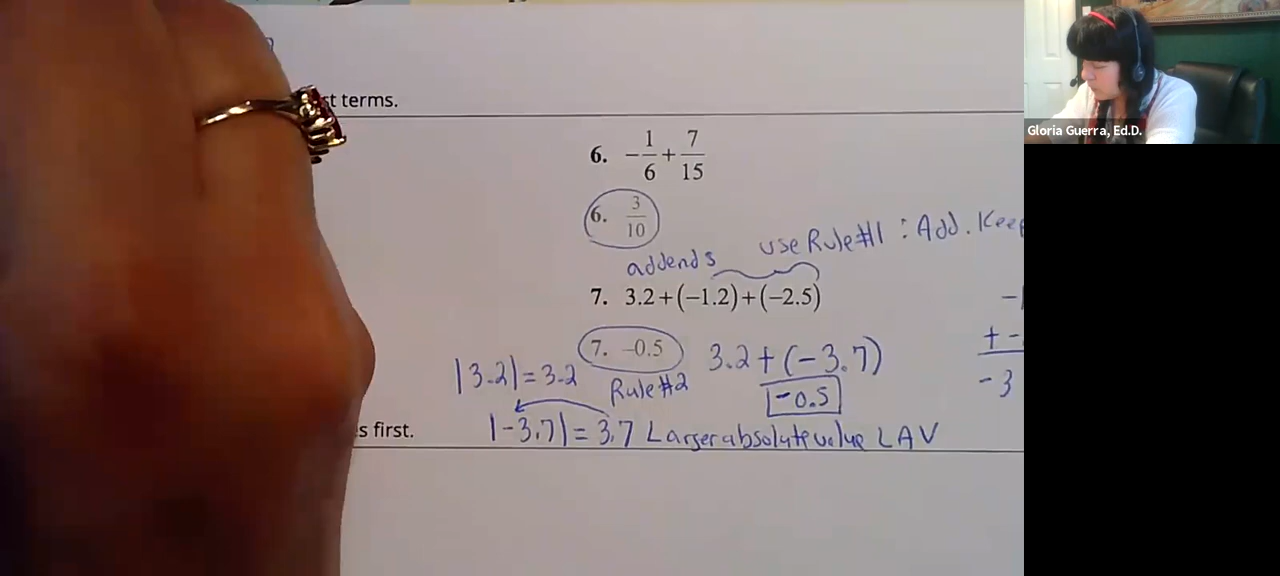 t terms.
6. -1/6 + 7/15
6. 3/10
use Rule#1 : Add. Keep
addends
7. 3.2+(−1.2)+(−2.5)
7. -0.5
3.2+(-3.7)
|3.2|=3.2
Rule#2
-0.5
|-3.7|= 3.7 Larger absolute value LAV
s first.
+ -
-3
Gloria Guerra, Ed.D.